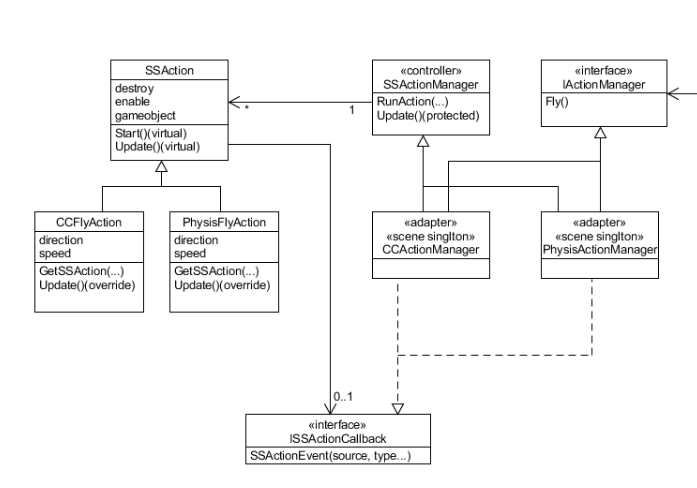 SSAction
destroy
enable
gameobject
Start()(virtual)
Update()(virtual)
*
1
«controller»
SSActionManager
RunAction(...)
Update()(protected)
«interface»
IActionManager
Fly()
CCFlyAction
direction
speed
GetSSAction(...)
Update()(override)
PhysisFlyAction
direction
speed
GetSSAction(...)
Update()(override)
«adapter»
«scene singlton»
CCActionManager
«adapter»
«scene singlton»
PhysisActionManager
0..1
«interface»
ISSActionCallback
SSActionEvent(source, type...)